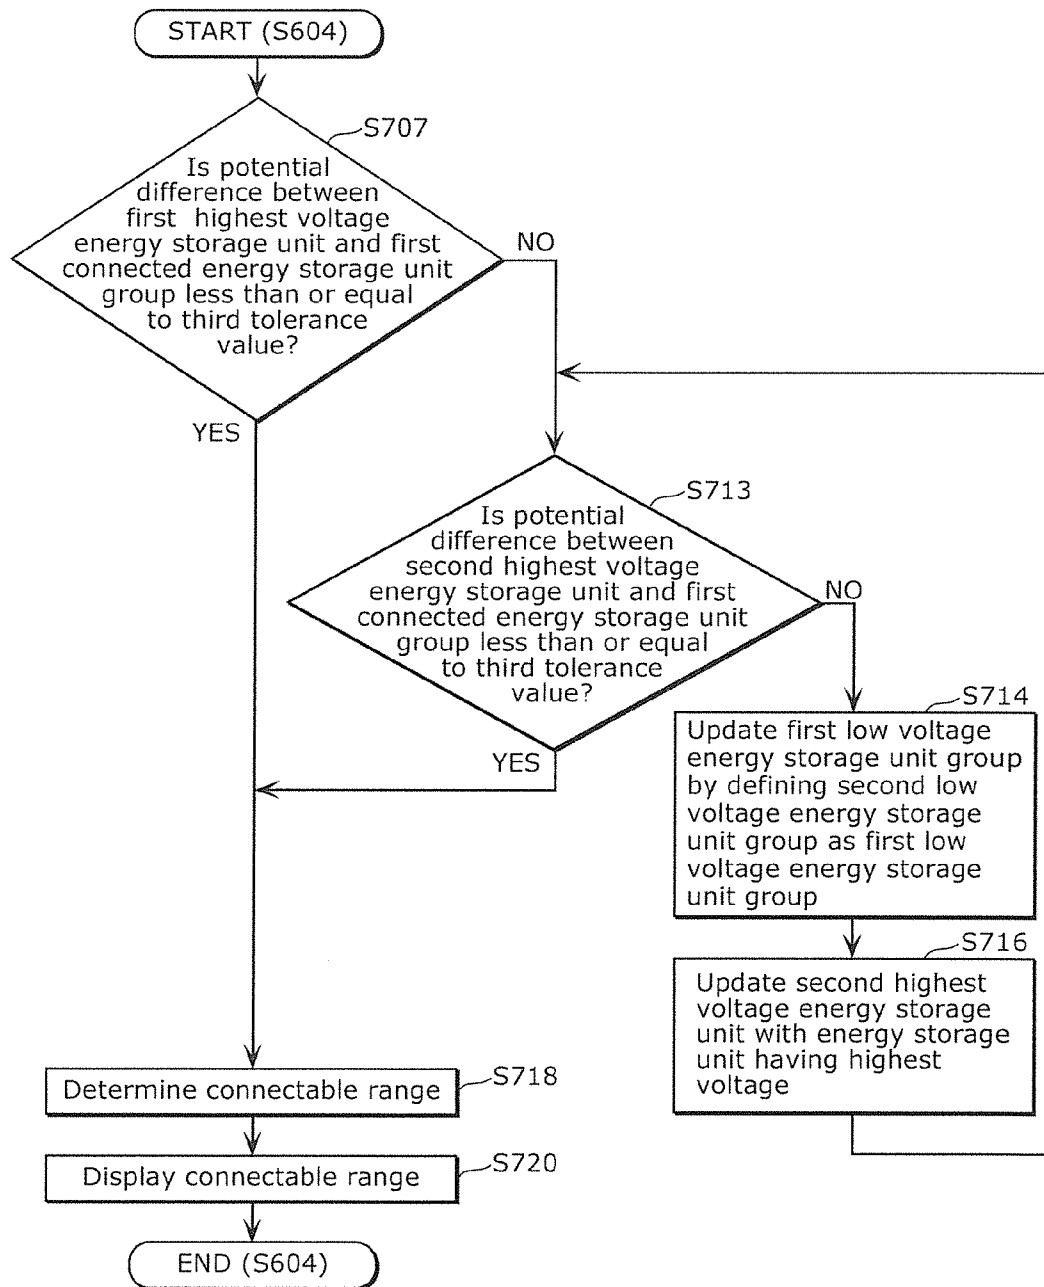 START (S604)
S707
Is potential
difference between
first highest voltage
energy storage unit and first
connected energy storage unit
group less than or equal
to third tolerance
value?
NO
YES
S713
Is potential
difference between
second highest voltage
energy storage unit and first
connected energy storage unit
group less than or equal
to third tolerance
value?
NO
YES
S714
Update first low voltage
energy storage unit group
by defining second low
voltage energy storage
unit group as first low
voltage energy storage
unit group
S716
Update second highest
voltage energy storage
unit with energy storage
unit having highest
voltage
S718
Determine connectable range
S720
Display connectable range
END (S604)